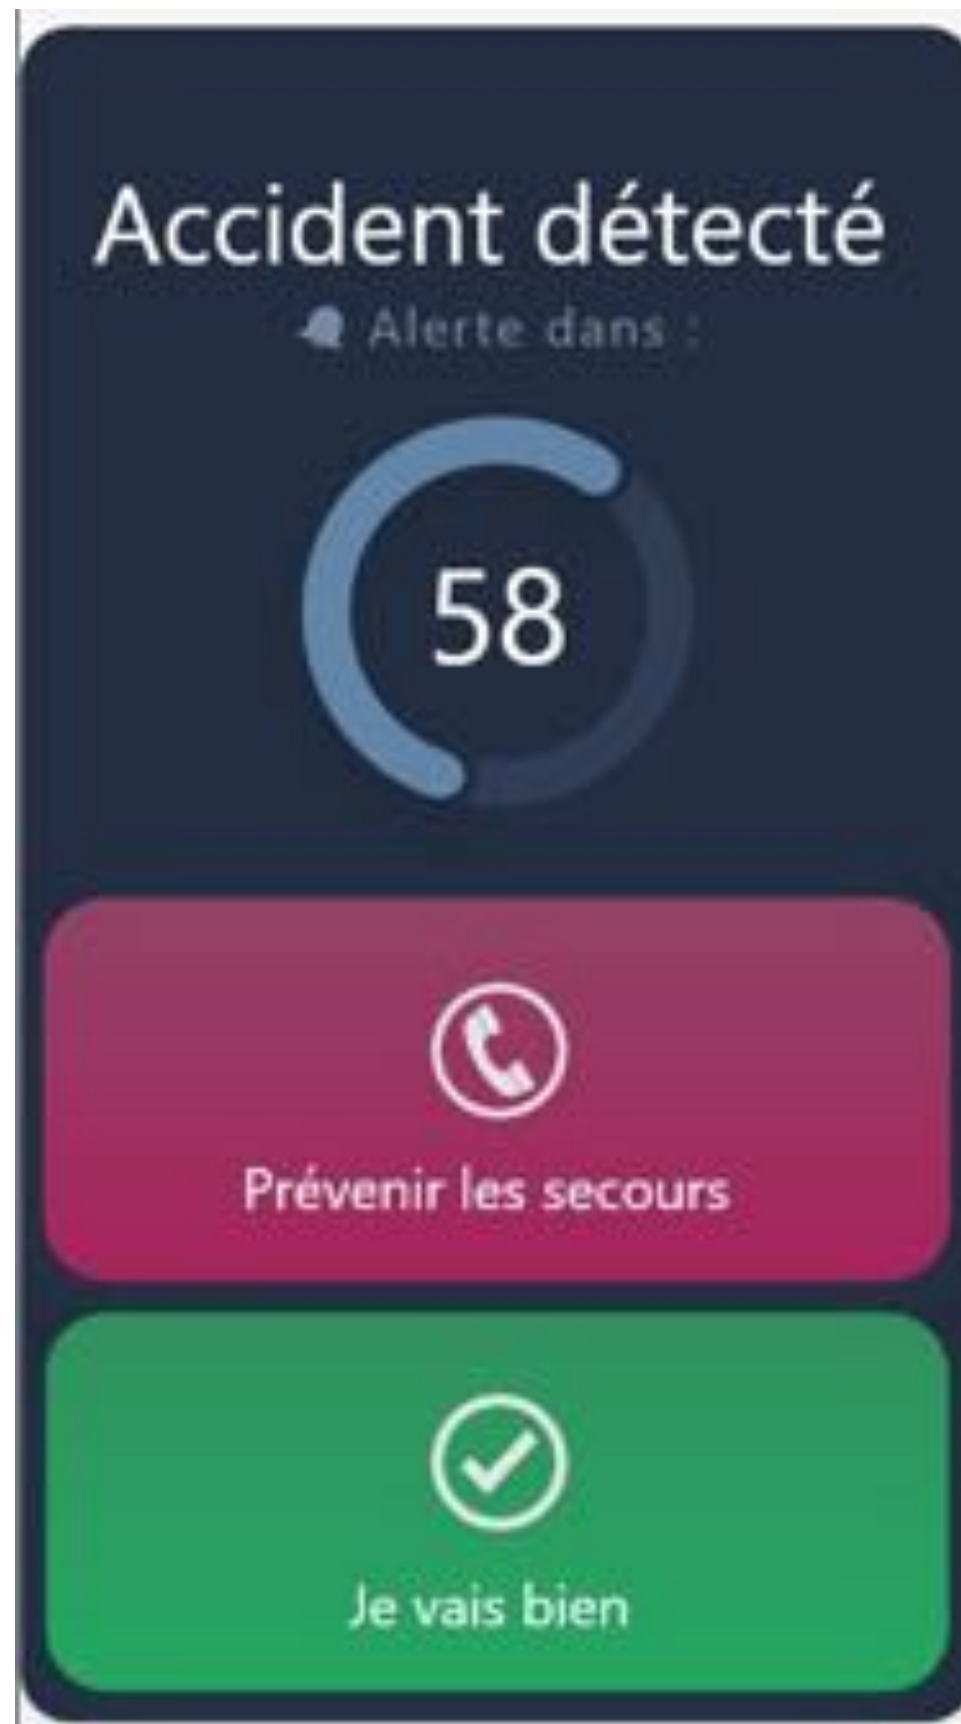 Accident détecté
Alerte dans :
58
Prévenir les secours
Je vais bien